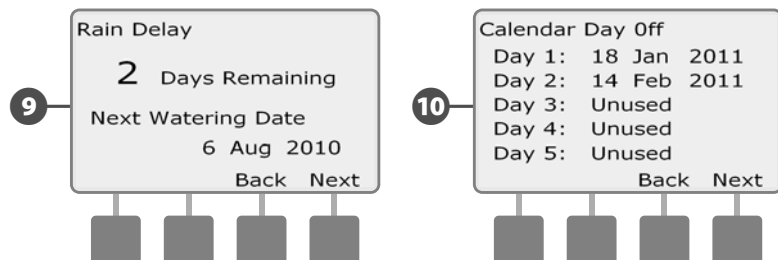 9
Rain Delay
2 Days Remaining
Next Watering Date
6 Aug 2010
Back Next
10
Calendar Day Off
Day 1: 18 Jan 2011
Day 2: 14 Feb 2011
Day 3: Unused
Day 4: Unused
Day 5: Unused
Back Next